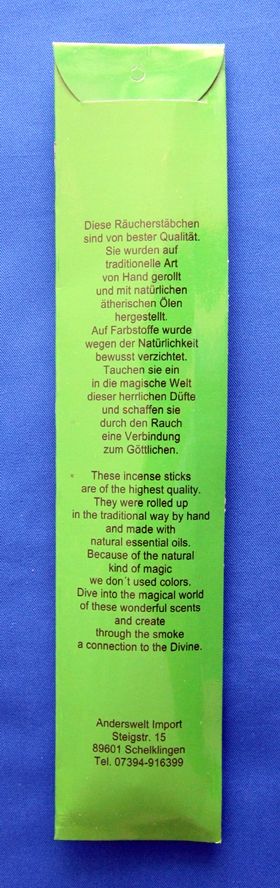 Diese Räucherstäbchen
sind von bester Qualität.
Sie wurden auf
traditionelle Art
von Hand gerollt
und mit natürlichen
ätherischen Ölen
hergestellt.
Auf Farbstoffe wurde
wegen der Natürlichkeit
bewusst verzichtet.
Tauchen sie ein
in die magische Welt
dieser herrlichen Düfte
und schaffen sie
durch den Rauch
eine Verbindung
zum Göttlichen.
These incense sticks
are of the highest quality.
They were rolled up
in the traditional way by hand
and made with
natural essential oils.
Because of the natural
kind of magic
we don´t used colors.
Dive into the magical world
of these wonderful scents
and create
through the smoke
a connection to the Divine.
Anderswelt Import
Steigstr. 15
89601 Schelklingen
Tel. 07394-916399